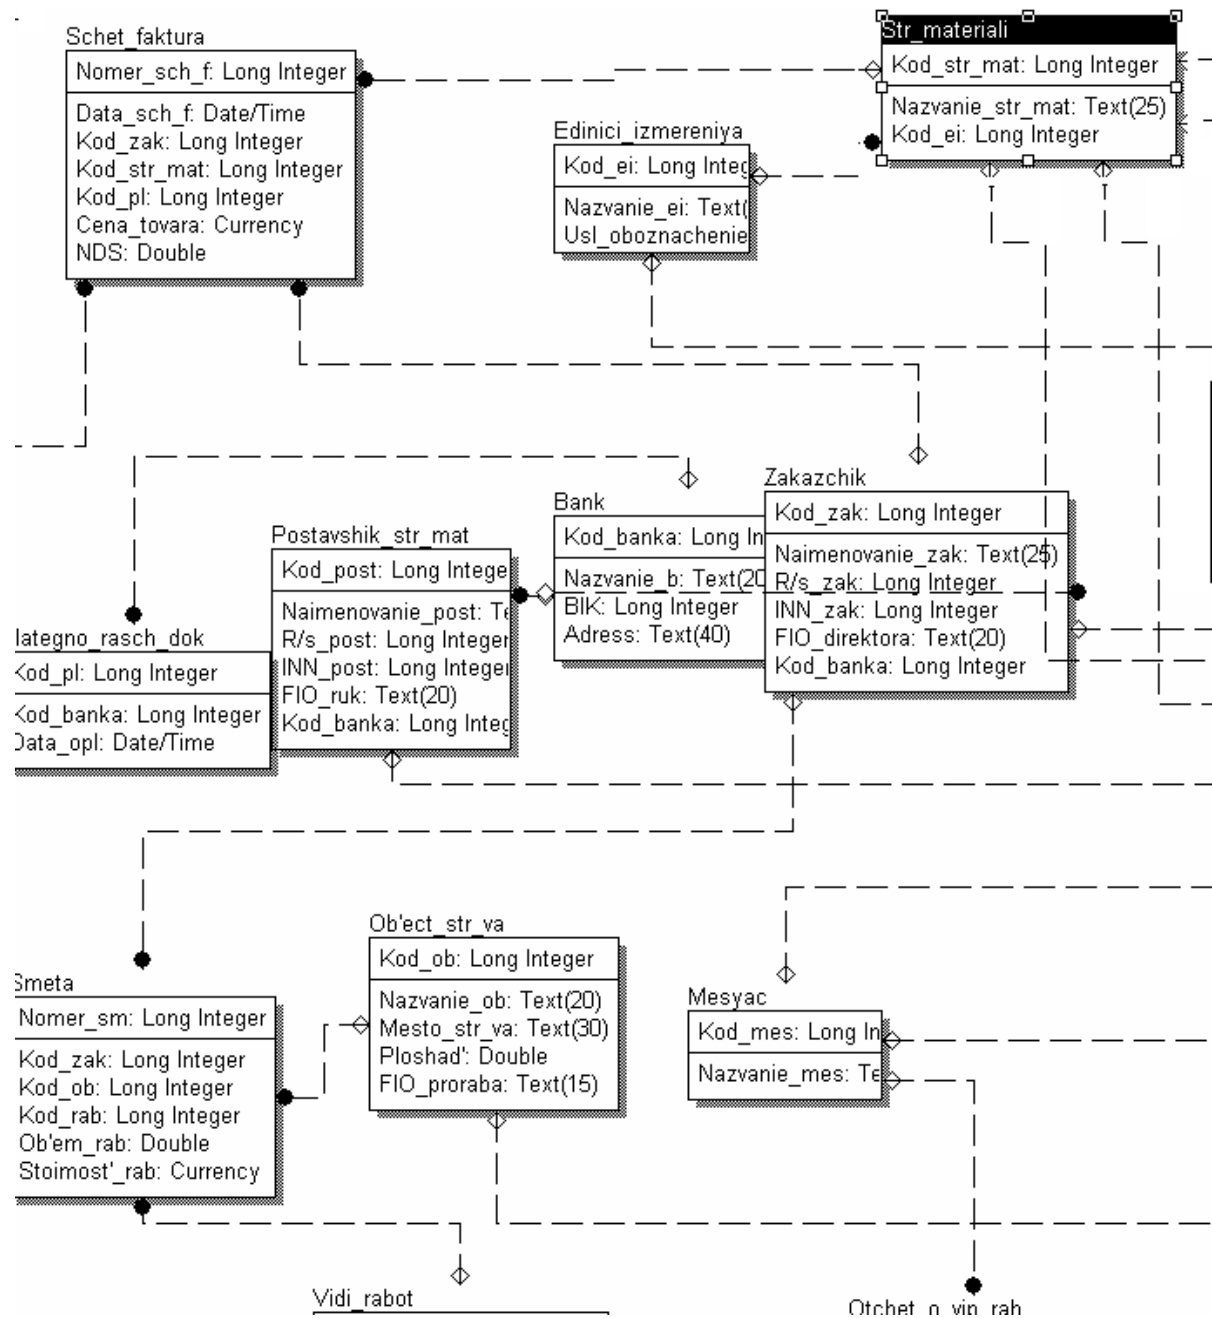 Schet_faktura
Nomer_sch_f: Long Integer
Data_sch_f: Date/Time
Kod_zak: Long Integer
Kod_str_mat: Long Integer
Kod_pl: Long Integer
Cena_tovara: Currency
NDS: Double
Str_materiali
Kod_str_mat: Long Integer
Nazvanie_str_mat: Text(25)
Kod_ei: Long Integer
Edinici_izmereniya
Kod_ei: Long Integ
Nazvanie_ei: Text(
Usl_oboznachenie
Zakazchik
Kod_zak: Long Integer
Naimenovanie_zak: Text(25)
R/s_zak: Long Integer
INN_zak: Long Integer
FIO_direktora: Text(20)
Kod_banka: Long Integer
Bank
Kod_banka: Long In
Nazvanie_b: Text(20
BIK: Long Integer
Adress: Text(40)
Postavshik_str_mat
Kod_post: Long Intege
Naimenovanie_post: Te
R/s_post: Long Integer
INN_post: Long Integer
FIO_ruk: Text(20)
Kod_banka: Long Integ
lategno_rasch_dok
Kod_pl: Long Integer
Kod_banka: Long Integer
Data_opl: Date/Time
Ob'ect_str_va
Kod_ob: Long Integer
Nazvanie_ob: Text(20)
Mesto_str_va: Text(30)
Ploshad': Double
FIO_proraba: Text(15)
Smeta
Nomer_sm: Long Integer
Kod_zak: Long Integer
Kod_ob: Long Integer
Kod_rab: Long Integer
Ob'em_rab: Double
Stoimost'_rab: Currency
Mesyac
Kod_mes: Long In
Nazvanie_mes: Te
Vidi_rabot
Otchet_o_vip_rab